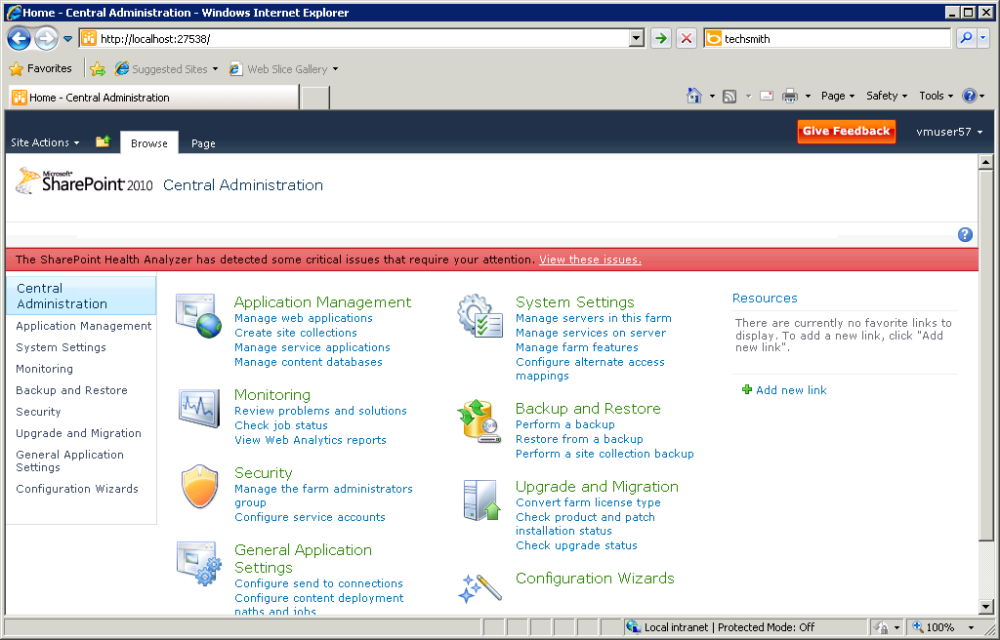 Home - Central Administration - Windows Internet Explorer
http://localhost:27538/
techsmith
Favorites
Suggested Sites
Web Slice Gallery
Home - Central Administration
Page
Safety
Tools
Site Actions
Browse
Page
Give Feedback
vmuser57
Microsoft®
SharePoint 2010
Central Administration
The SharePoint Health Analyzer has detected some critical issues that require your attention. View these issues.
Central
Administration
Application Management
System Settings
Monitoring
Backup and Restore
Security
Upgrade and Migration
General Application
Settings
Configuration Wizards
Application Management
Manage web applications
Create site collections
Manage service applications
Manage content databases
Monitoring
Review problems and solutions
Check job status
View Web Analytics reports
Security
Manage the farm administrators
group
Configure service accounts
General Application
Settings
Configure send to connections
Configure content deployment
paths and jobs
System Settings
Manage servers in this farm
Manage services on server
Manage farm features
Configure alternate access
mappings
Backup and Restore
Perform a backup
Restore from a backup
Perform a site collection backup
Upgrade and Migration
Convert farm license type
Check product and patch
installation status
Check upgrade status
Configuration Wizards
Resources
There are currently no favorite links to
display. To add a new link, click "Add
new link".
Add new link
Local intranet | Protected Mode: Off
100%